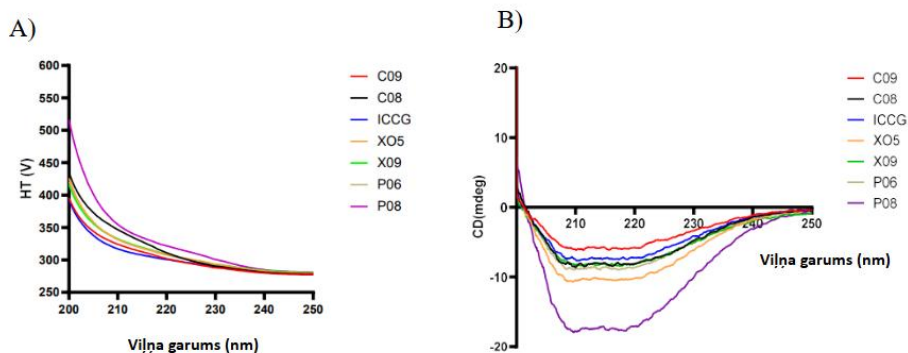 A)
600
550
500
450
400
350
300
250
HT (V)
200
210
220
230
240
250
Viļņa garums (nm)
C09
C08
ICCG
XO5
X09
P06
P08
B)
20
10
0
-10
-20
CD(mdeg)
210
220
230
240
250
Viļņa garums (nm)
C09
C08
ICCG
XO5
X09
P06
P08